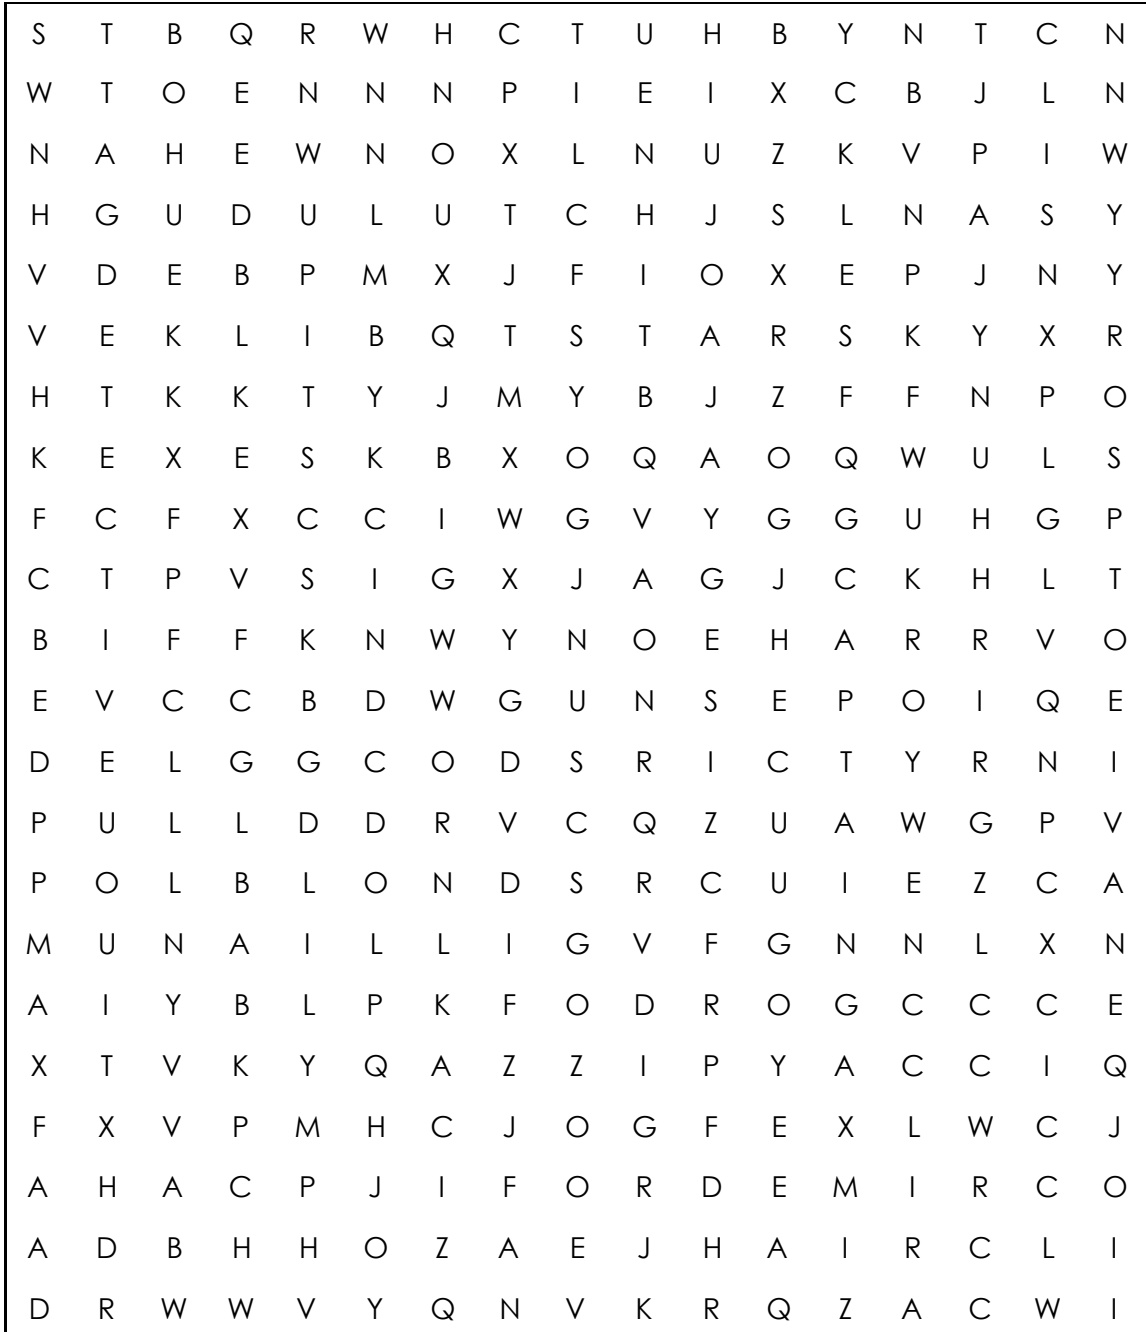 S T B Q R W H C T U H B Y N T C N
W T O E N N N P I E I X C B J L N
N A H E W N O X L N U Z K V P I W
H G U D U L U T C H J S L N A S Y
V D E B P M X J F I O X E P J N Y
V E K L I B Q T S T A R S K Y X R
H T K K T Y J M Y B J Z F F N P O
K E X E S K B X O Q A O Q W U L S
F C F X C C I W G V Y G G U H G P
C T P V S I G X J A G J C K H L T
B I F F K N W Y N O E H A R R V O
E V C C B D W G U N S E P O I Q E
D E L G G C O D S R I C T Y R N I
P U L L D D R V C Q Z U A W G P V
P O L B L O N D S R C U I E Z C A
M U N A I L L I G V F G N N L X N
A I Y B L P K F O D R O G C C C E
X T V K Y Q A Z Z I P Y A C C I Q
F X V P M H C J O G F E X L W C J
A H A C P J I F O R D E M I R C O
A D B H H O Z A E J H A I R C L I
D R W W V Y Q N V K R Q Z A C W I